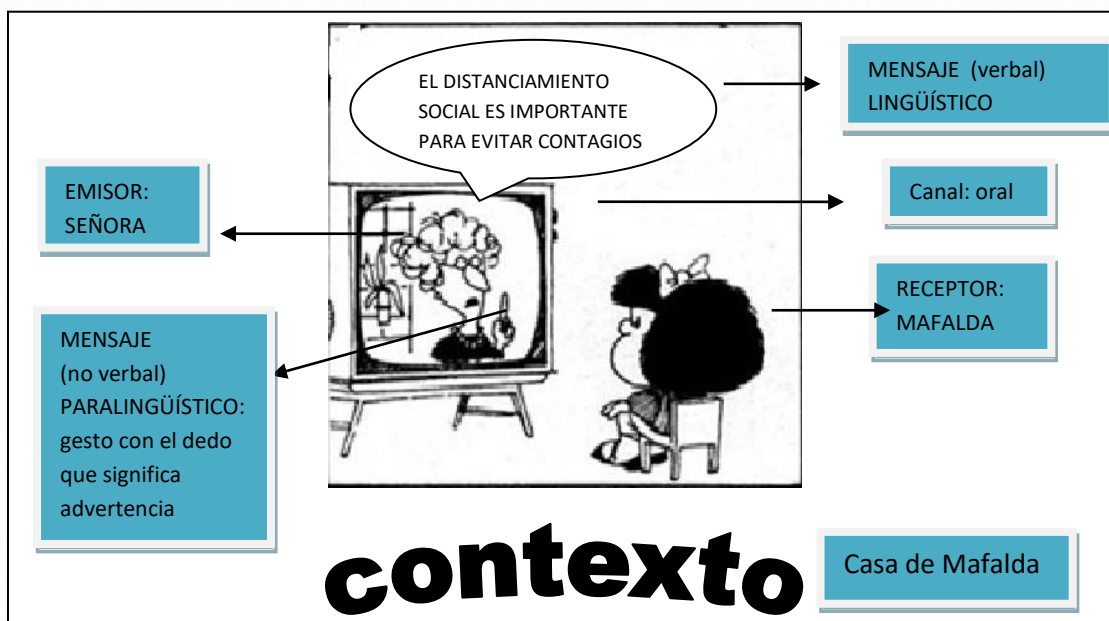 EL DISTANCIAMIENTO
SOCIAL ES IMPORTANTE
PARA EVITAR CONTAGIOS
MENSAJE (verbal)
LINGÜÍSTICO
EMISOR:
SEÑORA
Canal: oral
RECEPTOR:
MAFALDA
MENSAJE
(no verbal)
PARALINGÜÍSTICO:
gesto con el dedo
que significa
advertencia
contexto
Casa de Mafalda